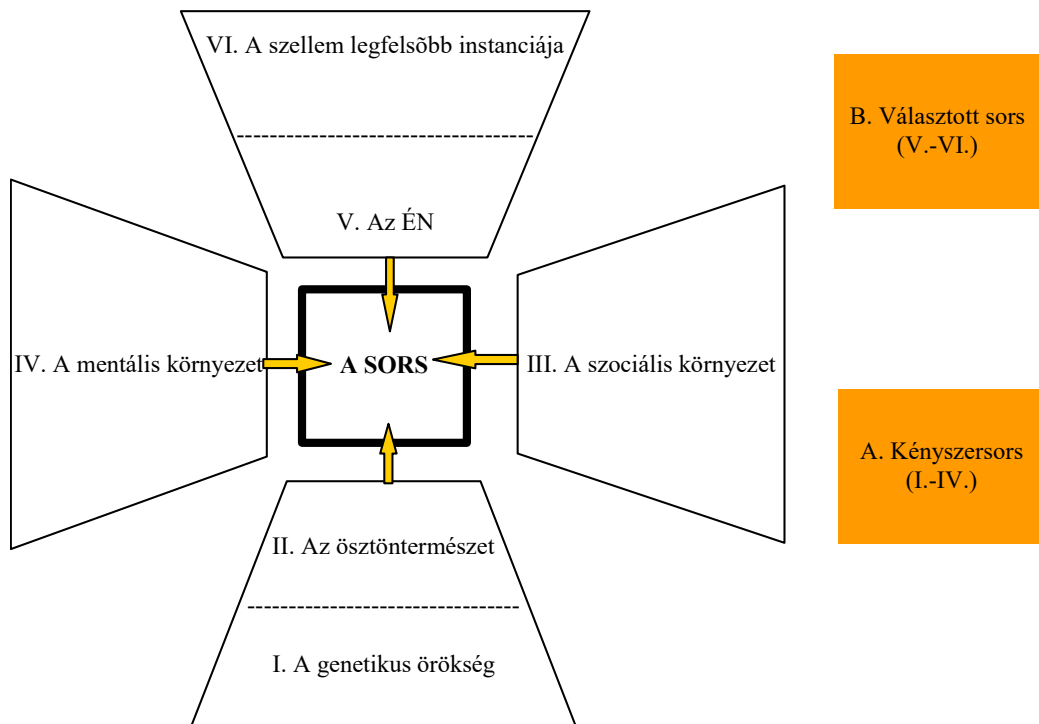 VI. A szellem legfelsõbb instanciája
B. Választott sors
(V.-VI.)
V. Az ÉN
IV. A mentális környezet
A SORS
III. A szociális környezet
A. Kényszersors
(I.-IV.)
II. Az ösztöntermészet
I. A genetikus örökség